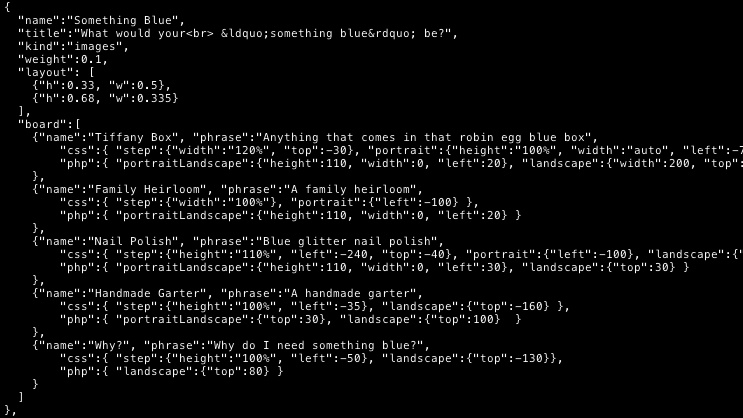 {
"name":"Something Blue",
"title":"What would your<br> &ldquo;something blue&rdquo; be?",
"kind":"images",
"weight":0.1,
"layout": [
{"h":0.33, "w":0.5},
{"h":0.68, "w":0.335}
],
"board":[
{"name":"Tiffany Box", "phrase":"Anything that comes in that robin egg blue box",
"css":{ "step":{"width":"120%", "top":-30}, "portrait":{"height":"100%", "width":"auto", "left":-7
"php":{ "portraitLandscape":{"height":110, "width":0, "left":20}, "landscape":{"width":200, "top":
},
{"name":"Family Heirloom", "phrase":"A family heirloom",
"css":{ "step":{"width":"100%"}, "portrait":{"left":-100} },
"php":{ "portraitLandscape":{"height":110, "width":0, "left":20} }
},
{"name":"Nail Polish", "phrase":"Blue glitter nail polish",
"css":{ "step":{"height":"110%", "left":-240, "top":-40}, "portrait":{"left":-100}, "landscape":{"
"php":{ "portraitLandscape":{"height":110, "width":0, "left":30}, "landscape":{"top":30} }
},
{"name":"Handmade Garter", "phrase":"A handmade garter",
"css":{ "step":{"height":"100%", "left":-35}, "landscape":{"top":-160} },
"php":{ "portraitLandscape":{"top":30}, "landscape":{"top":100}  }
},
{"name":"Why?", "phrase":"Why do I need something blue?",
"css":{ "step":{"height":"100%", "left":-50}, "landscape":{"top":-130}},
"php":{ "landscape":{"top":80} }
}
]
},